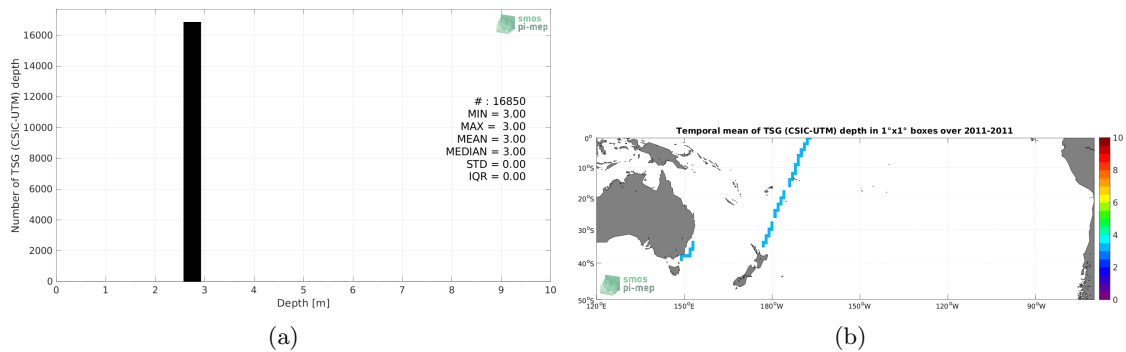 smos
pi-mep
16000
14000
12000
10000
8000
6000
4000
2000
0
Number of TSG (CSIC-UTM) depth
# : 16850
MIN = 3.00
MAX = 3.00
MEAN = 3.00
MEDIAN = 3.00
STD = 0.00
IQR = 0.00
0 1 2 3 4 5 6 7 8 9 10
Depth [m]
(a)
Temporal mean of TSG (CSIC-UTM) depth in 1°x1° boxes over 2011-2011
0°
10°S
20°S
30°S
40°S
50°S
120°E 150°E 180°W 150°W 120°W 90°W
smos
pi-mep
10
8
6
4
2
0
(b)